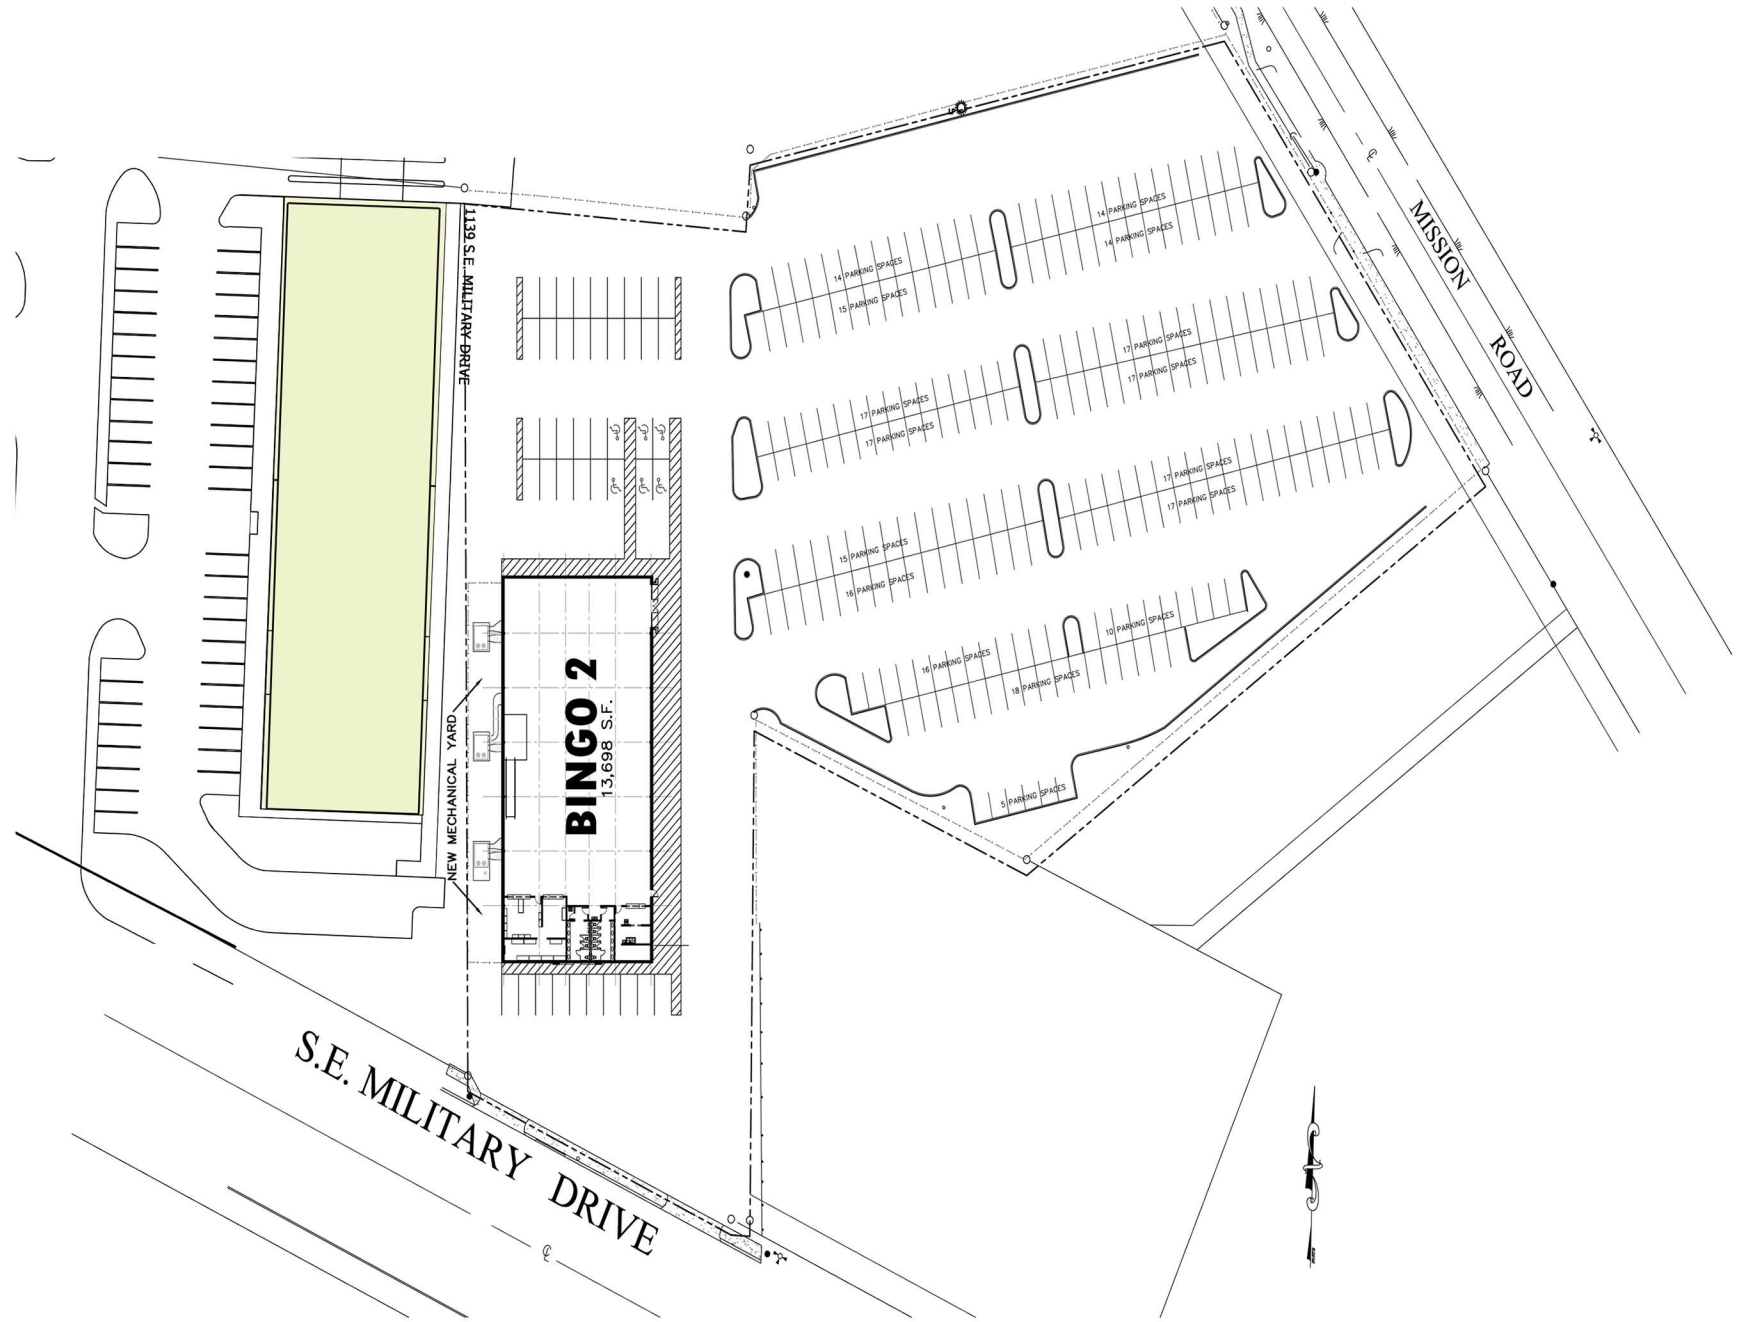 MISSION
ROAD
1139 S.E. MILITARY DRIVE
14 PARKING SPACES
14 PARKING SPACES
14 PARKING SPACES
15 PARKING SPACES
17 PARKING SPACES
17 PARKING SPACES
17 PARKING SPACES
17 PARKING SPACES
17 PARKING SPACES
17 PARKING SPACES
15 PARKING SPACES
16 PARKING SPACES
10 PARKING SPACES
16 PARKING SPACES
18 PARKING SPACES
5 PARKING SPACES
NEW MECHANICAL YARD
BINGO 2
13,698 S.F.
S.E. MILITARY DRIVE